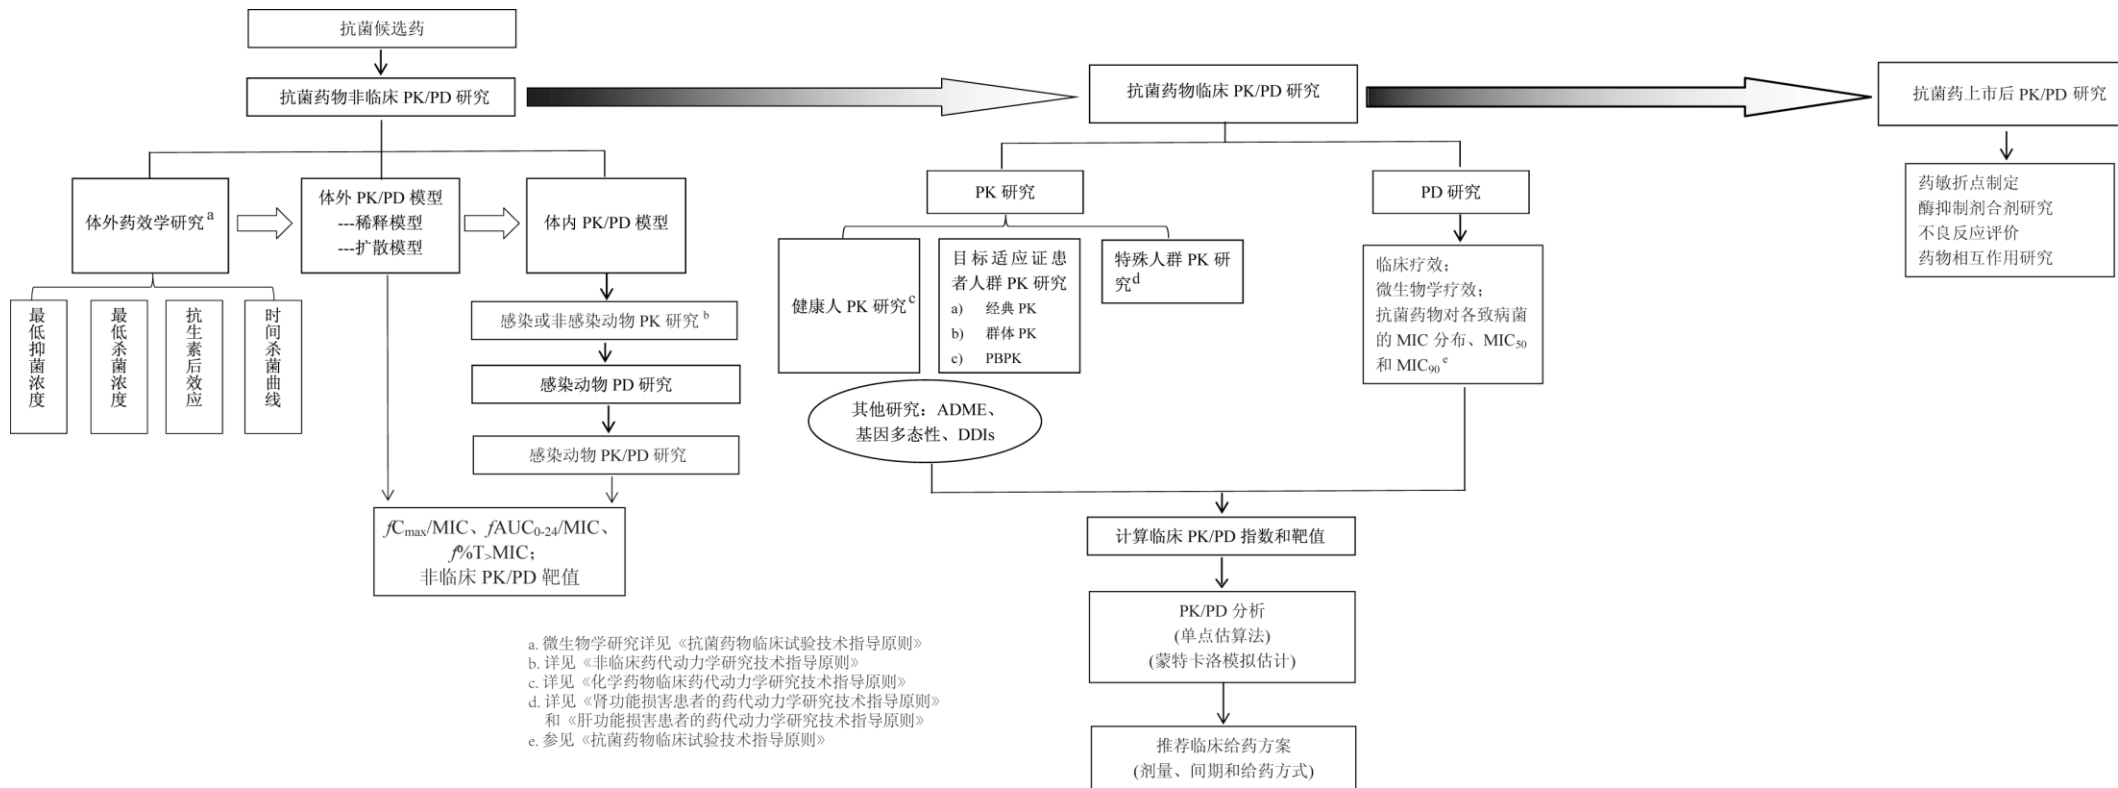 抗菌候选药
抗菌药物非临床 PK/PD 研究
抗菌药物临床 PK/PD 研究
抗菌药上市后 PK/PD 研究
体外药效学研究 a
体外 PK/PD 模型
---稀释模型
---扩散模型
体内 PK/PD 模型
最低抑菌浓度
最低杀菌浓度
抗生素后效应
时间杀菌曲线
感染或非感染动物 PK 研究 b
感染动物 PD 研究
感染动物 PK/PD 研究
fCmax/MIC、fAUC0-24/MIC、
f%T>MIC；
非临床 PK/PD 靶值
PK 研究
PD 研究
健康人 PK 研究 c
目标适应证患
者人群 PK 研究
a) 经典 PK
b) 群体 PK
c) PBPK
特殊人群 PK 研
究d
其他研究：ADME、
基因多态性、DDIs
临床疗效；
微生物学疗效；
抗菌药物对各致病菌
的 MIC 分布、MIC50
和 MIC90 e
计算临床 PK/PD 指数和靶值
PK/PD 分析
(单点估算法)
(蒙特卡洛模拟估计)
推荐临床给药方案
(剂量、间期和给药方式)
药敏折点制定
酶抑制剂合剂研究
不良反应评价
药物相互作用研究
a. 微生物学研究详见《抗菌药物临床试验技术指导原则》
b. 详见《非临床药代动力学研究技术指导原则》
c. 详见《化学药物临床药代动力学研究技术指导原则》
d. 详见《肾功能损害患者的药代动力学研究技术指导原则》
和《肝功能损害患者的药代动力学研究技术指导原则》
e. 参见《抗菌药物临床试验技术指导原则》